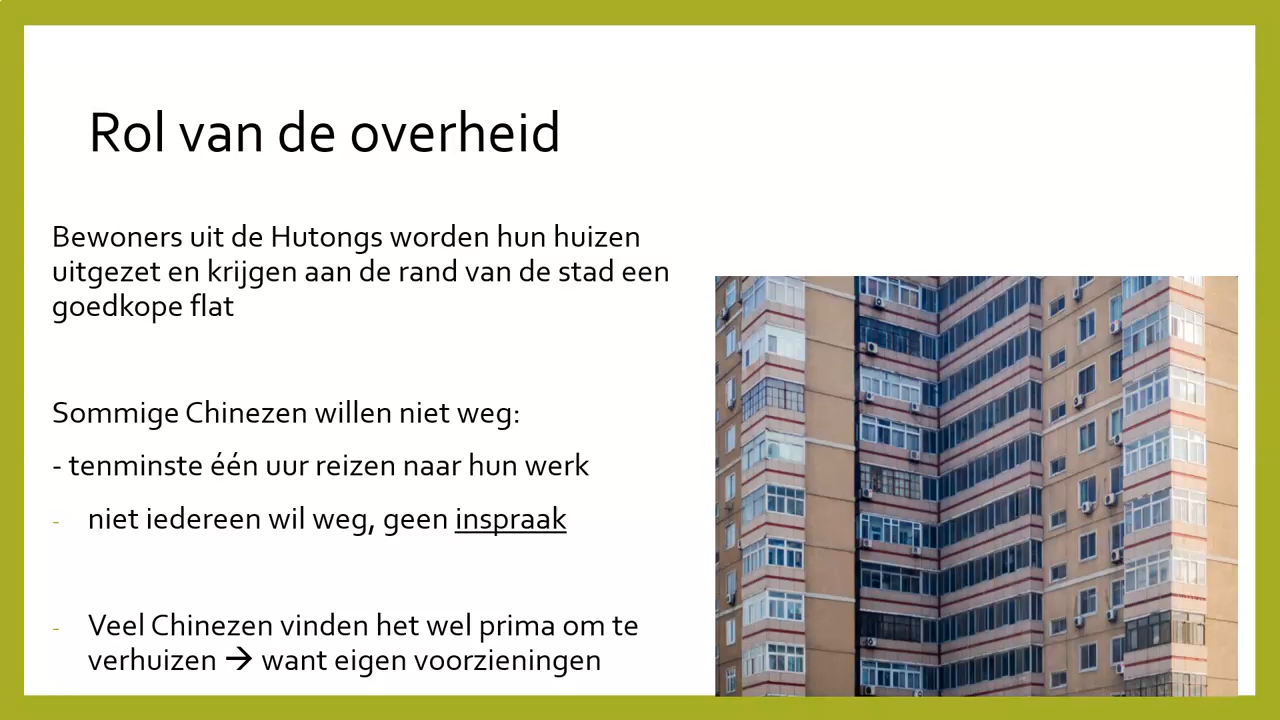 Rol van de overheid
Bewoners uit de Hutongs worden hun huizen
uitgezet en krijgen aan de rand van de stad een
goedkope flat
Sommige Chinezen willen niet weg:
- tenminste één uur reizen naar hun werk
- niet iedereen wil weg, geen inspraak
- Veel Chinezen vinden het wel prima om te
verhuizen → want eigen voorzieningen